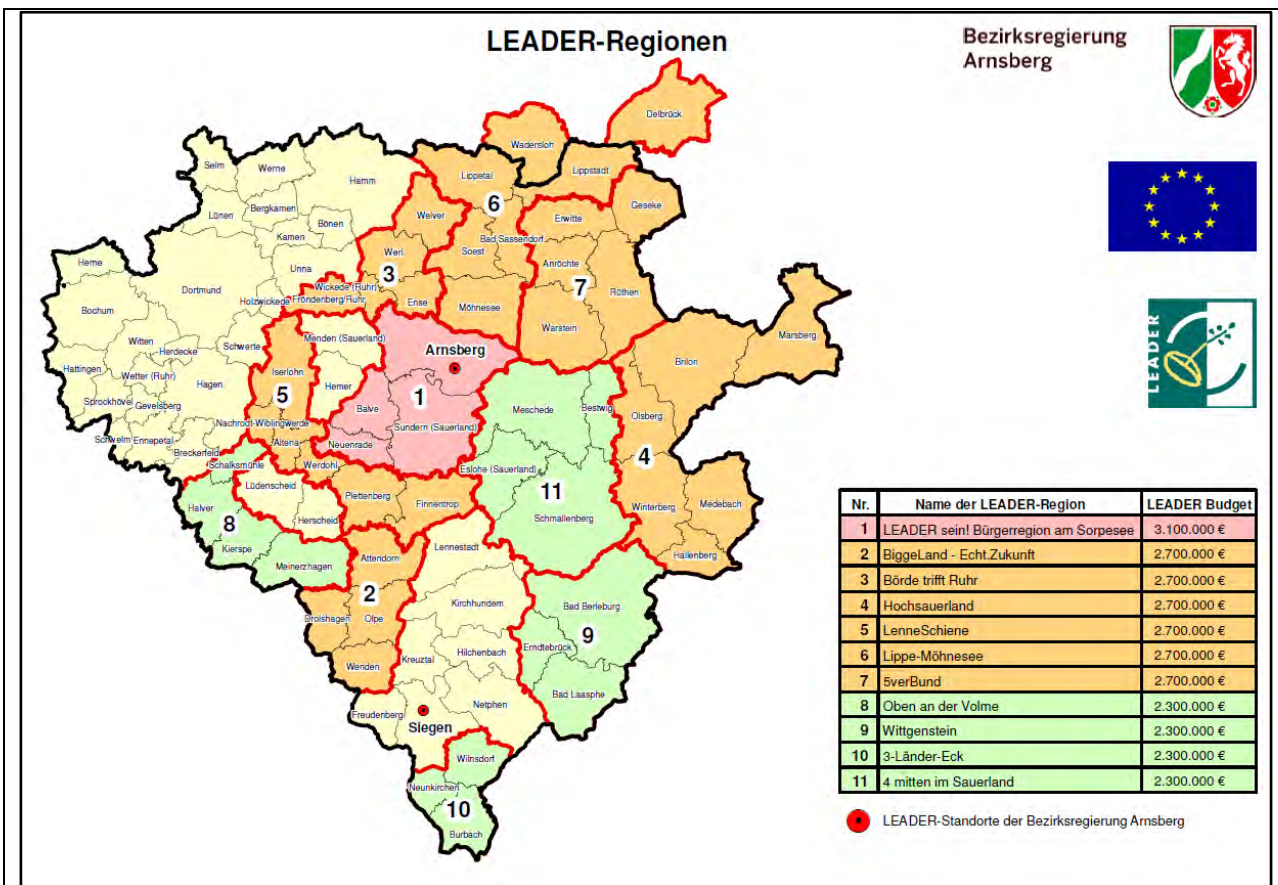 LEADER-Regionen
Bezirksregierung
Arnsberg
Delbrück
Wadersloh
Selm
Werne
Hamm
Lippetal
Lippstadt
Lünen
Bergkamen
Bönen
Kamen
Welver
6
Geseke
Erwitte
Bad Sassendorf
Soest
Werl
Herne
Dortmund
Unna
3
Anröchte
7
Rüthen
Wickede (Ruhr)
Holzwickede
Fröndenberg/Ruhr
Ense
Möhnesee
Bochum
Warstein
Marsberg
Witten
Schwerte
Menden (Sauerland)
Herdecke
Arnsberg
Brilon
Hattingen
Wetter (Ruhr)
Hagen
Iserlohn
Hemer
5
1
Balve
Meschede
Bestwig
Olsberg
Sprockhövel
Gevelsberg
Nachrodt-Wiblingwerde
Sundern (Sauerland)
Schwelm
Ennepetal
Altena
Neuenrade
Breckerfeld
Schalksmühle
Werdohl
Eslohe (Sauerland)
4
Lüdenscheid
Plettenberg
Finnentrop
11
Halver
8
Herscheid
Schmallenberg
Winterberg
Medebach
Kierspe
Lennestadt
Hallenberg
Meinerzhagen
Attendorn
2
Kirchhundem
Bad Berleburg
Drolshagen
Olpe
9
Erndtebrück
Hilchenbach
Wenden
Kreuztal
Bad Laasphe
Netphen
Freudenberg
Siegen
Wilnsdorf
Neunkirchen
10
Burbach
LEADER
Nr. Name der LEADER-Region LEADER Budget
1 LEADER sein! Bürgerregion am Sorpesee 3.100.000 €
2 BiggeLand - Echt.Zukunft 2.700.000 €
3 Börde trifft Ruhr 2.700.000 €
4 Hochsauerland 2.700.000 €
5 LenneSchiene 2.700.000 €
6 Lippe-Möhnesee 2.700.000 €
7 5verBund 2.700.000 €
8 Oben an der Volme 2.300.000 €
9 Wittgenstein 2.300.000 €
10 3-Länder-Eck 2.300.000 €
11 4 mitten im Sauerland 2.300.000 €
LEADER-Standorte der Bezirksregierung Arnsberg